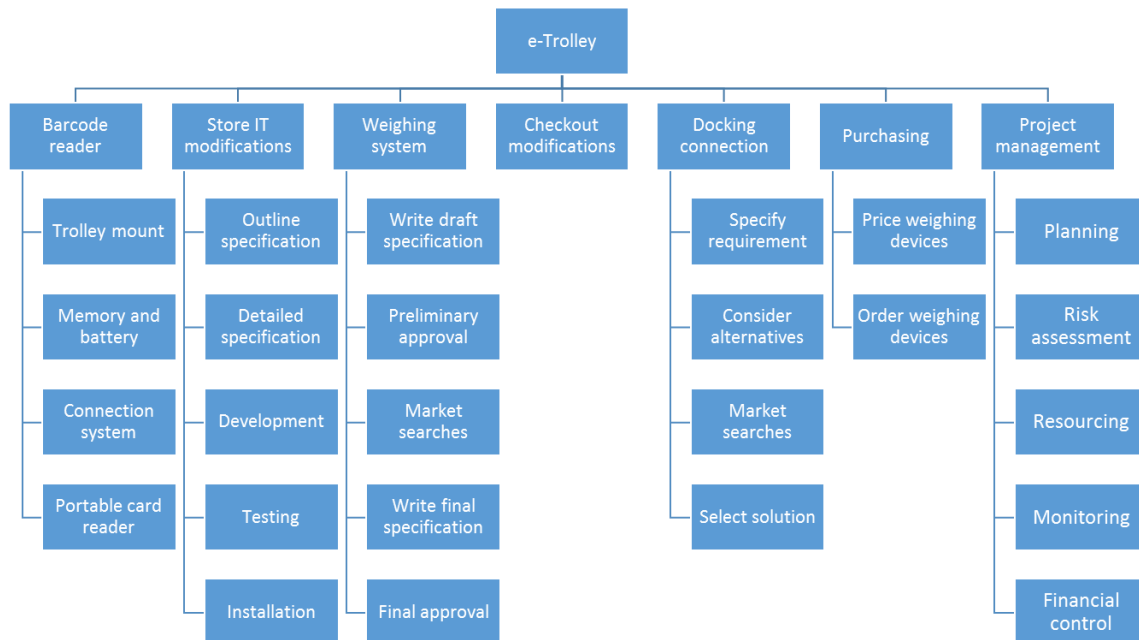 e-Trolley
Barcode
reader
Store IT
modifications
Weighing
system
Checkout
modifications
Docking
connection
Purchasing
Project
management
Trolley mount
Memory and
battery
Connection
system
Portable card
reader
Outline
specification
Detailed
specification
Development
Testing
Installation
Write draft
specification
Preliminary
approval
Market
searches
Write final
specification
Final approval
Specify
requirement
Consider
alternatives
Market
searches
Select solution
Price weighing
devices
Order weighing
devices
Planning
Risk
assessment
Resourcing
Monitoring
Financial
control